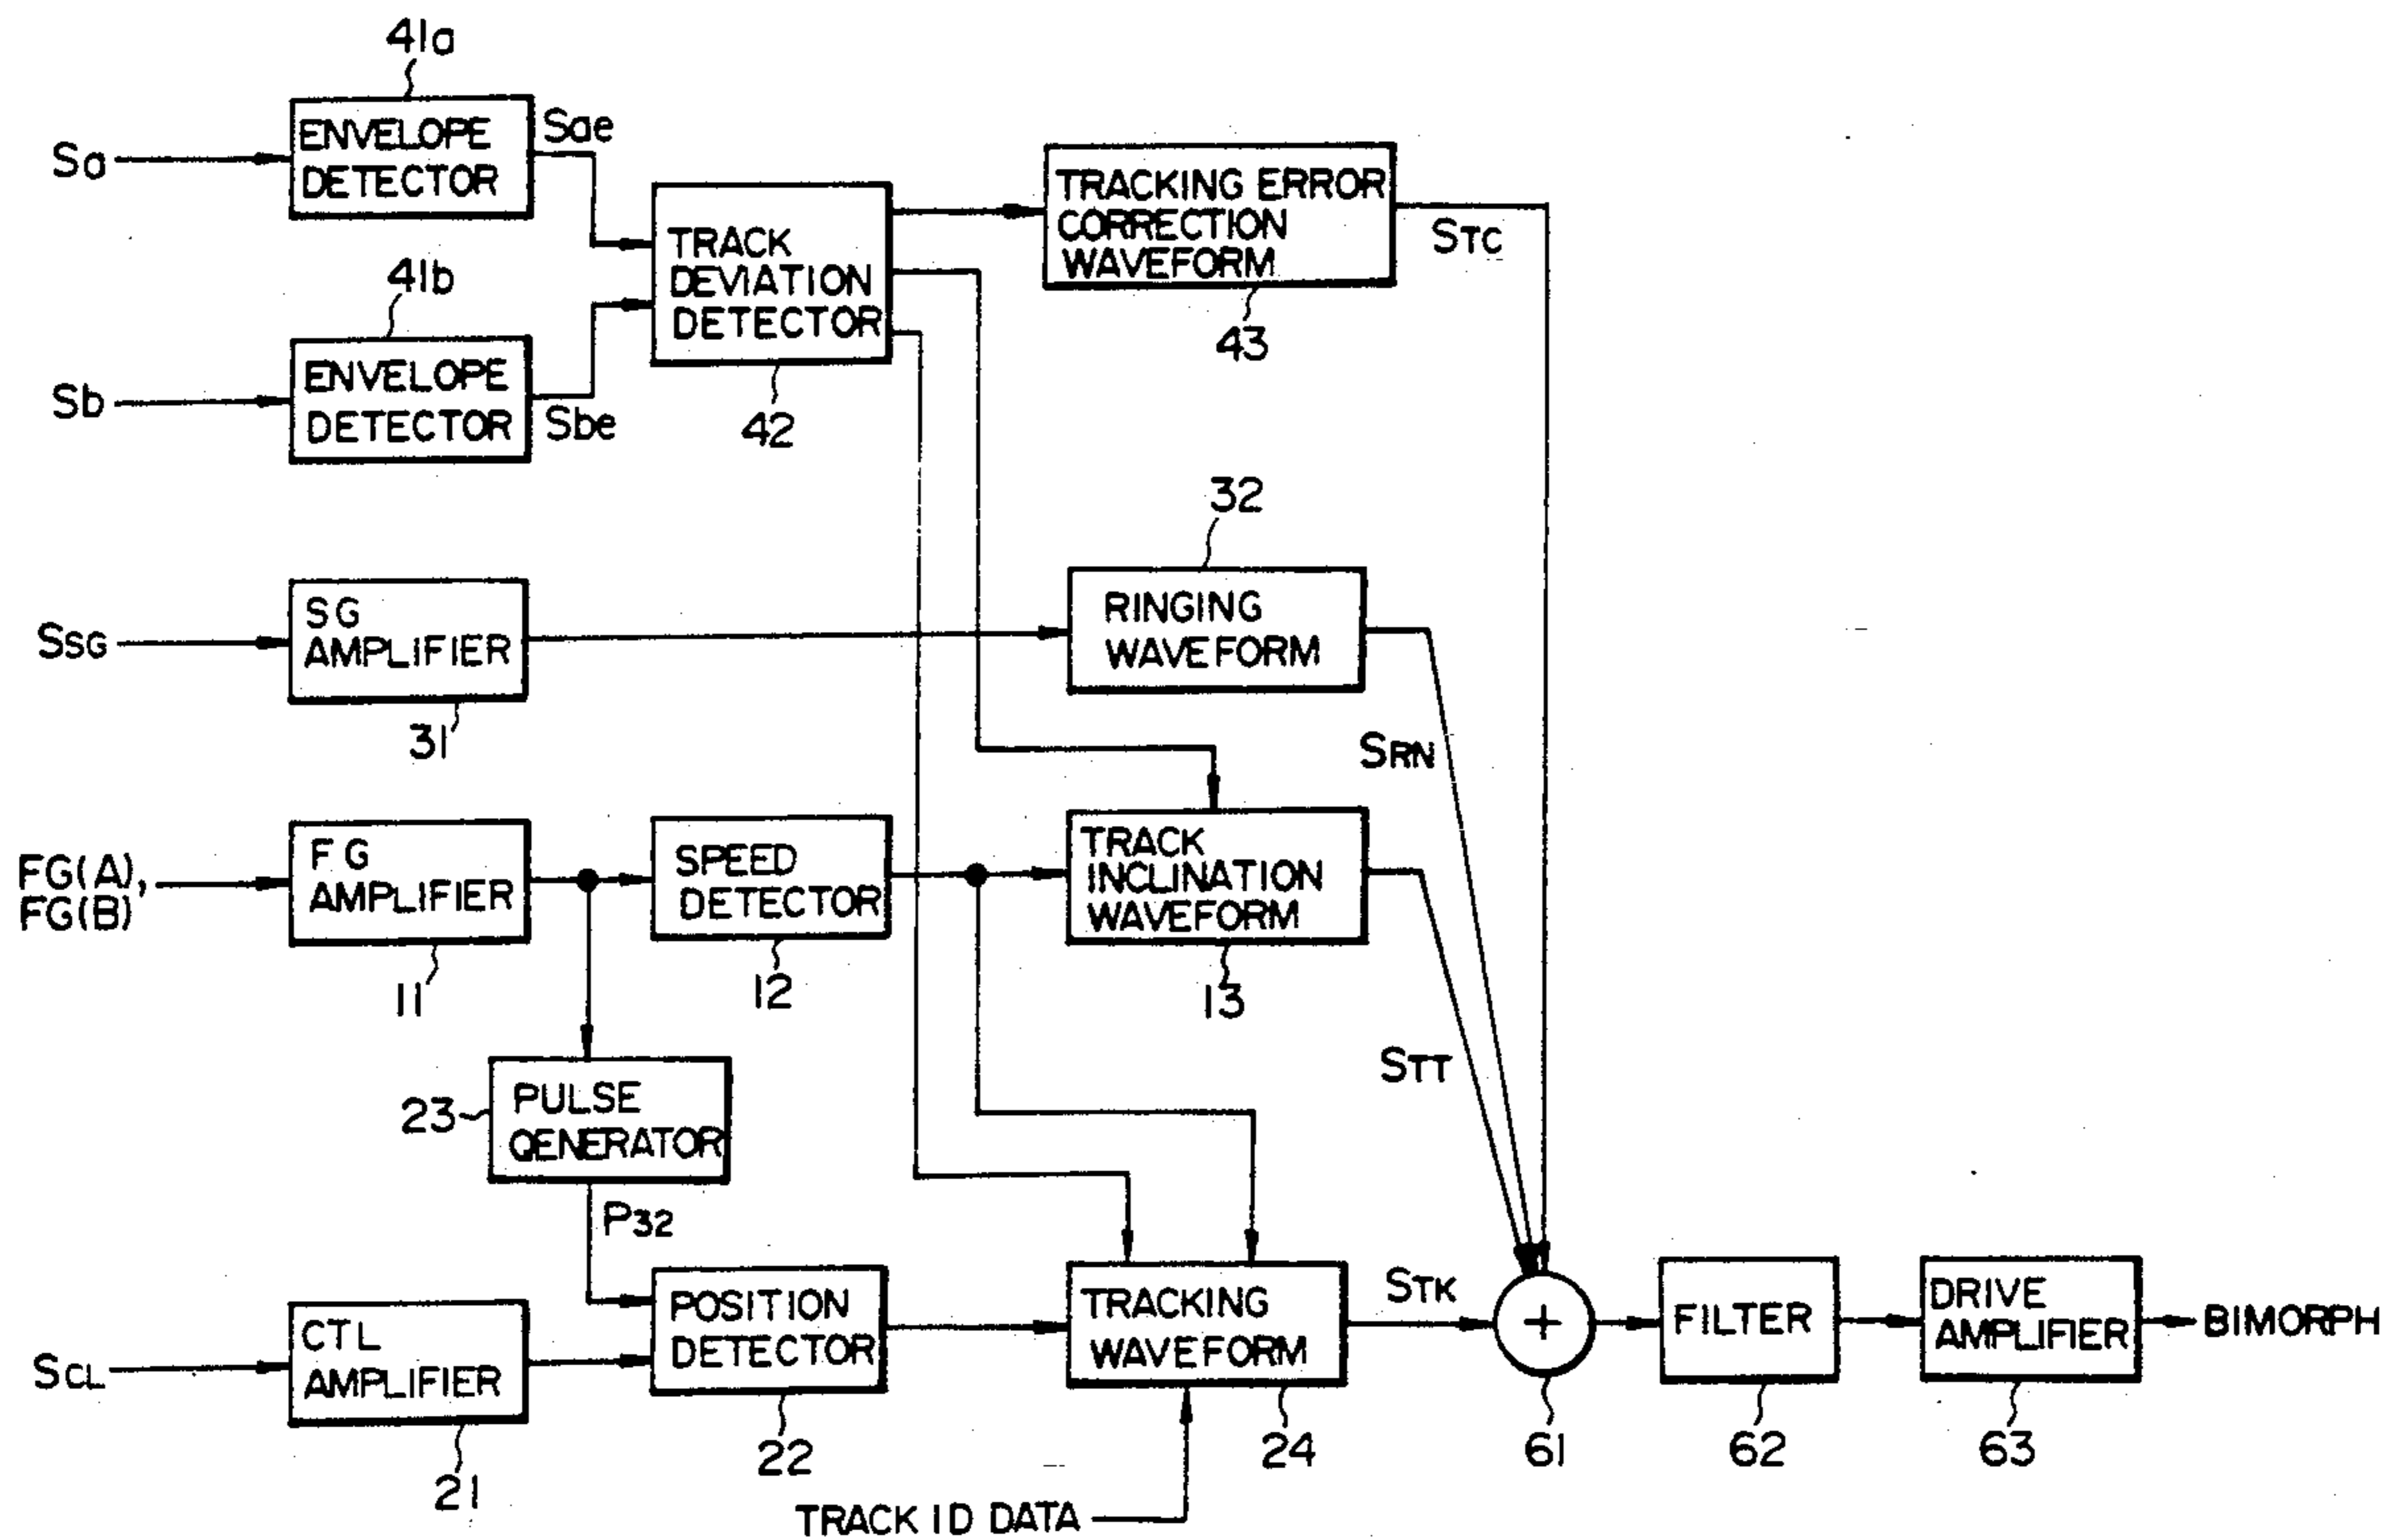 41a
ENVELOPE
DETECTOR
Sa
Sae
41b
ENVELOPE
DETECTOR
Sb
Sbe
TRACK
DEVIATION
DETECTOR
42
TRACKING ERROR
CORRECTION
WAVEFORM
43
STC
SSG
SG
AMPLIFIER
31
32
RINGING
WAVEFORM
SRN
FG(A),
FG(B)
FG
AMPLIFIER
11
SPEED
DETECTOR
12
TRACK
INCLINATION
WAVEFORM
13
STT
23
PULSE
QENERATOR
P32
SCL
CTL
AMPLIFIER
21
POSITION
DETECTOR
22
TRACKING
WAVEFORM
24
TRACK ID DATA
STK
+
61
FILTER
62
DRIVE
AMPLIFIER
63
BIMORPH